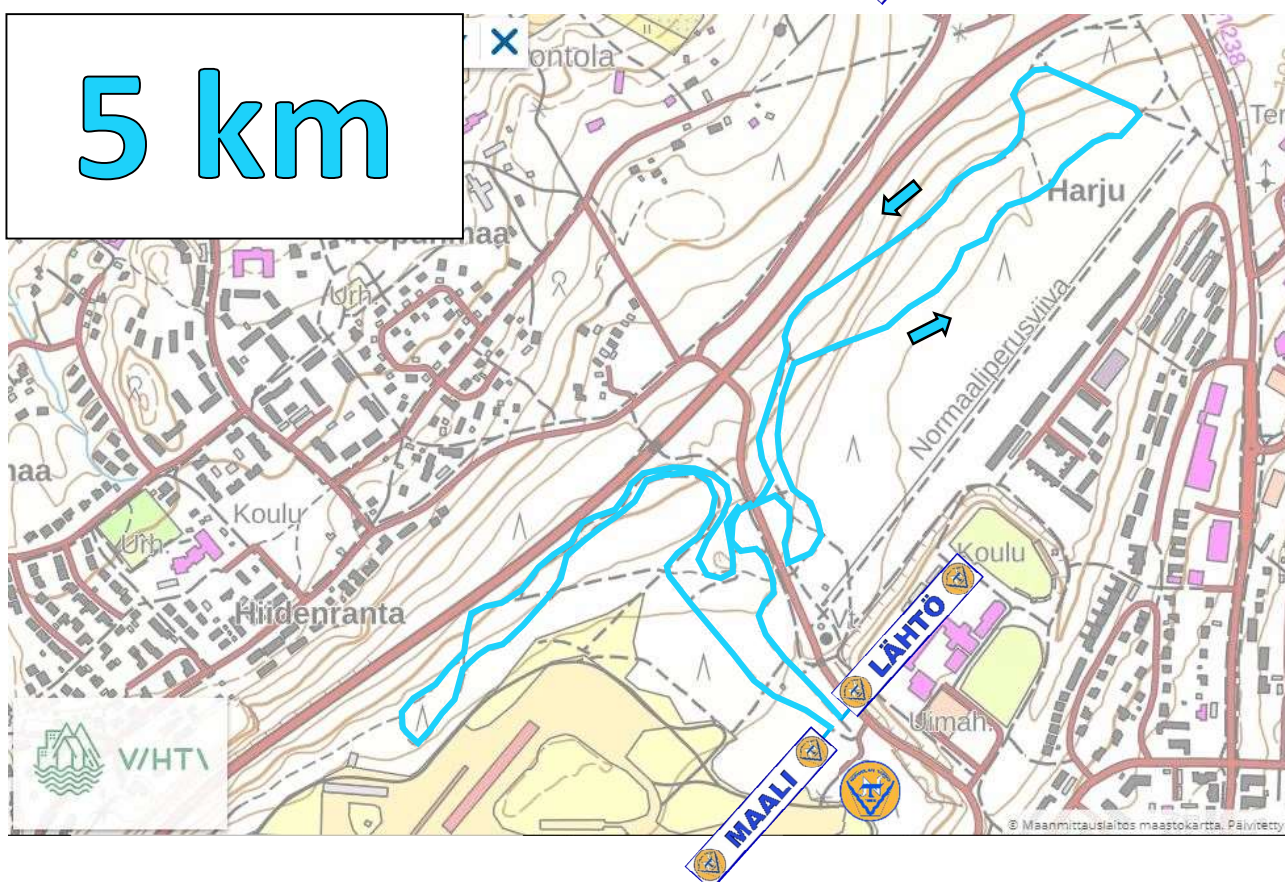 5 km
ontola
1238
Harju
Urh.
Normaaliperusviiva
Koulu
Urh.
Hiidenranta
Koulu
Vt.
LÄHTÖ
Uimah.
MAALI
VIHTI
© Maanmittauslaitos maastokartta. Päivitetty